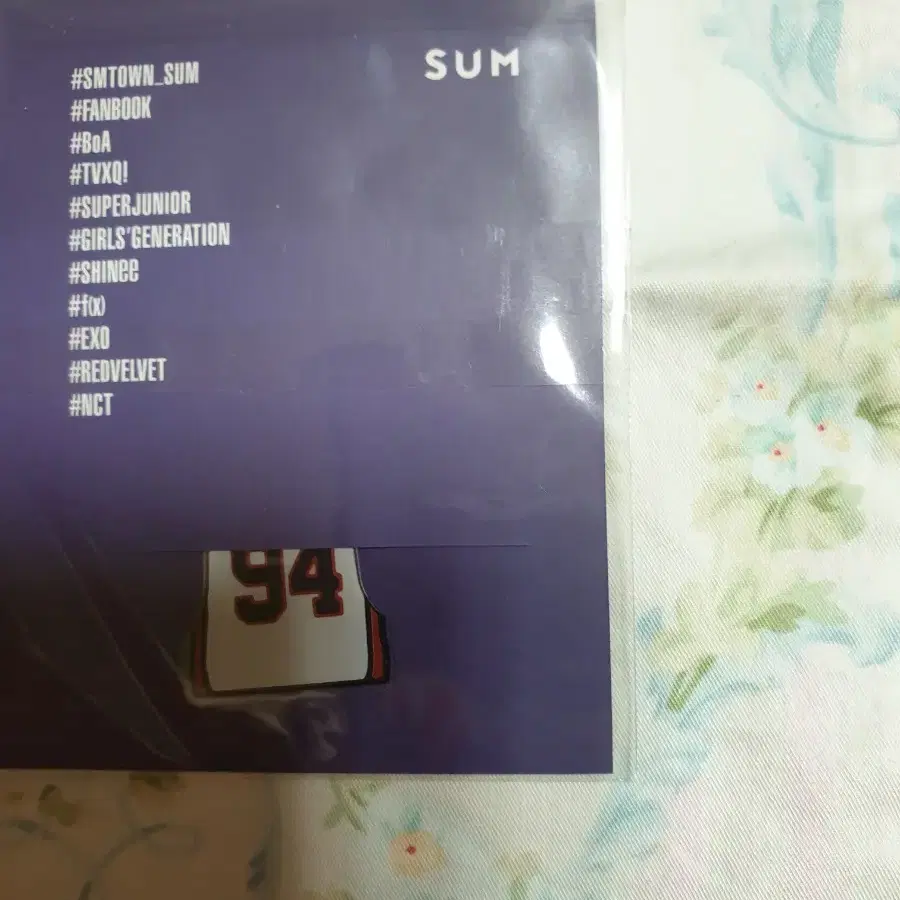 SUM
#SMTOWN_SUM
#FANBOOK
#BoA
#TVXQ!
#SUPERJUNIOR
#GIRLS'GENERATION
#SHINee
#f(x)
#EXO
#REDVELVET
#NCT
94